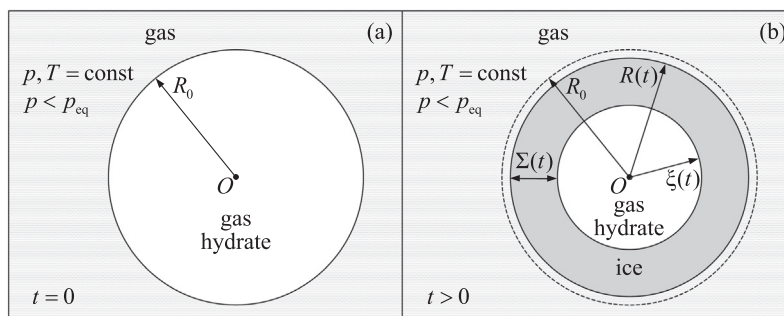 gas
(a)
p, T = const
p < p_eq
R_0
O
gas
hydrate
t = 0
gas
(b)
p, T = const
p < p_eq
R_0
R(t)
Σ(t)
O
ξ(t)
gas
hydrate
ice
t > 0